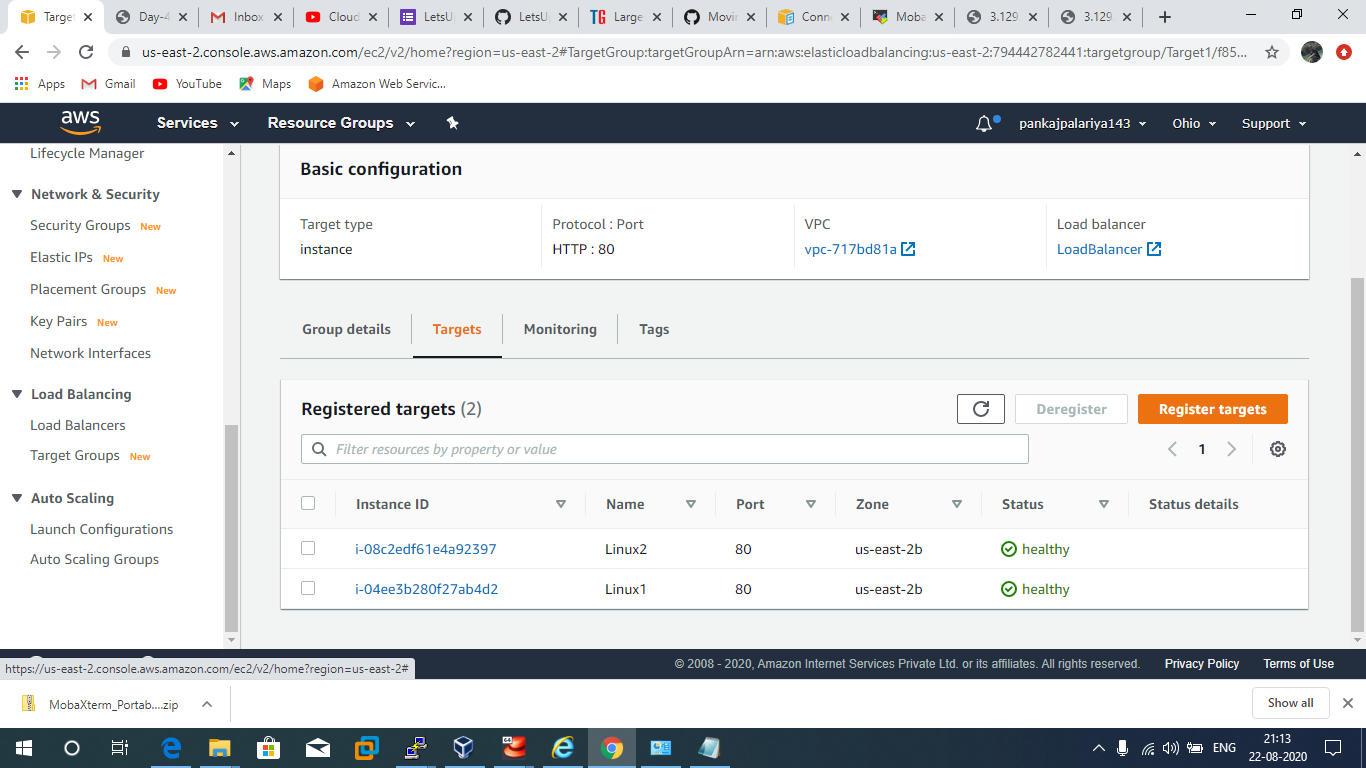 Target
Day-4
Inbox
Cloud
LetsU
LetsU
TG Large
Movin
Conne
Moba
3.129
3.129.
us-east-2.console.aws.amazon.com/ec2/v2/home?region=us-east-2#TargetGroup:targetGroupArn=arn:aws:elasticloadbalancing:us-east-2:794442782441:targetgroup/Target1/f85...
Apps Gmail YouTube Maps Amazon Web Servic...
aws Services Resource Groups pankajpalariya143 Ohio Support
Lifecycle Manager
Network & Security
Security Groups New
Elastic IPs New
Placement Groups New
Key Pairs New
Network Interfaces
Load Balancing
Load Balancers
Target Groups New
Auto Scaling
Launch Configurations
Auto Scaling Groups
Basic configuration
Target type Protocol : Port VPC Load balancer
instance HTTP : 80 vpc-717bd81a LoadBalancer
Group details Targets Monitoring Tags
Registered targets (2) Deregister Register targets
Filter resources by property or value 1
Instance ID Name Port Zone Status Status details
i-08c2edf61e4a92397 Linux2 80 us-east-2b healthy
i-04ee3b280f27ab4d2 Linux1 80 us-east-2b healthy
https://us-east-2.console.aws.amazon.com/ec2/v2/home?region=us-east-2#
© 2008 - 2020, Amazon Internet Services Private Ltd. or its affiliates. All rights reserved. Privacy Policy Terms of Use
MobaXterm_Portab....zip Show all
ENG 21:13
22-08-2020